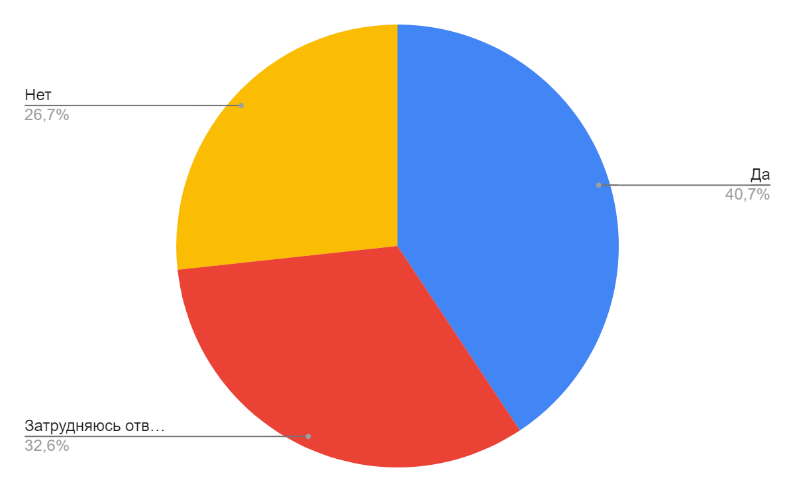 Нет
26,7%
Да
40,7%
Затрудняюсь отв…
32,6%